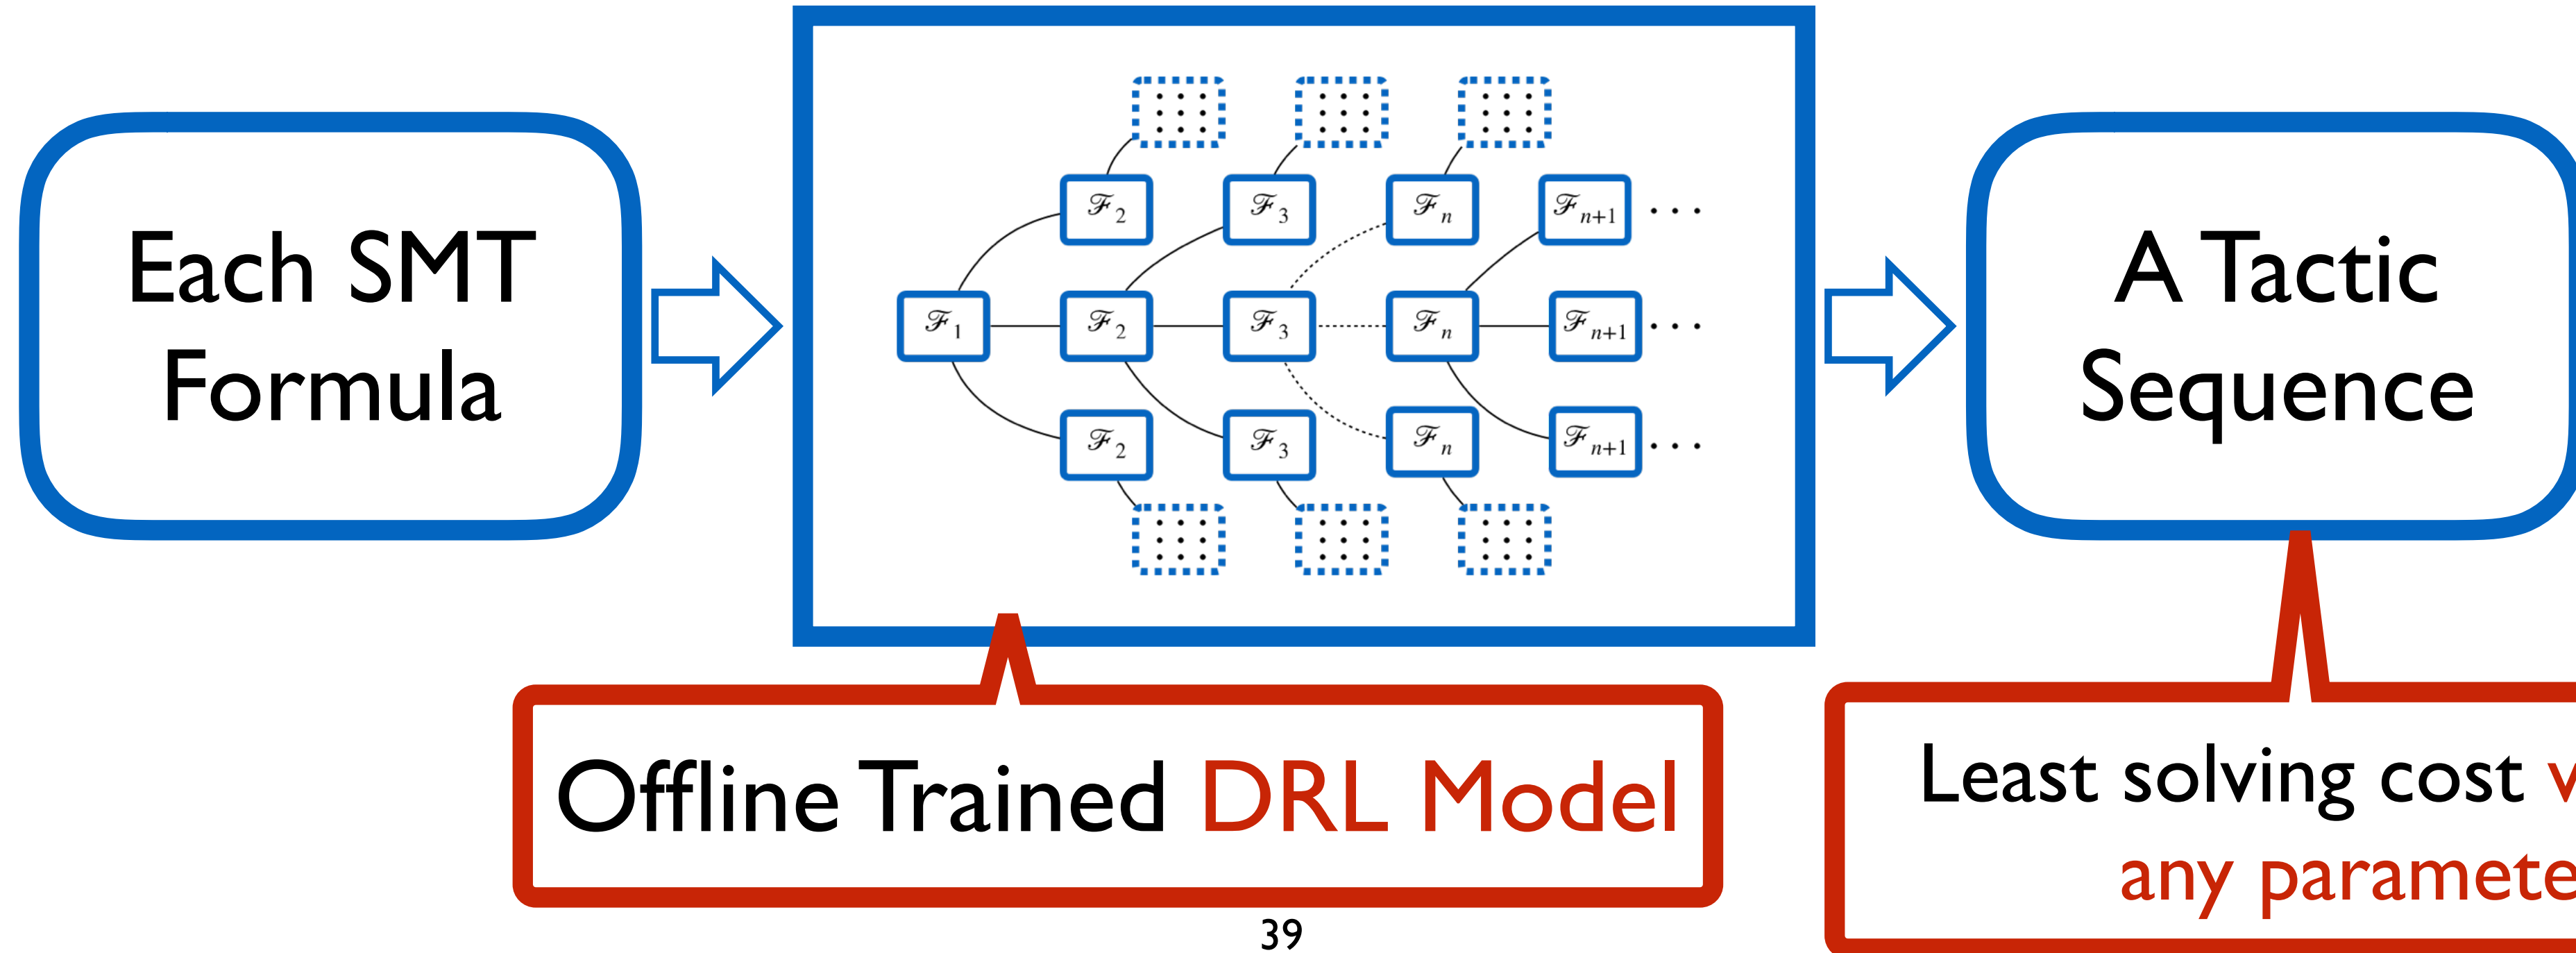 Each SMT
Formula
ℱ2 ℱ3 ℱn ℱn+1 · · ·
ℱ1 ℱ2 ℱ3 ℱn ℱn+1 · · ·
ℱ2 ℱ3 ℱn ℱn+1 · · ·
A Tactic
Sequence
Offline Trained DRL Model
Least solving cost
any
39